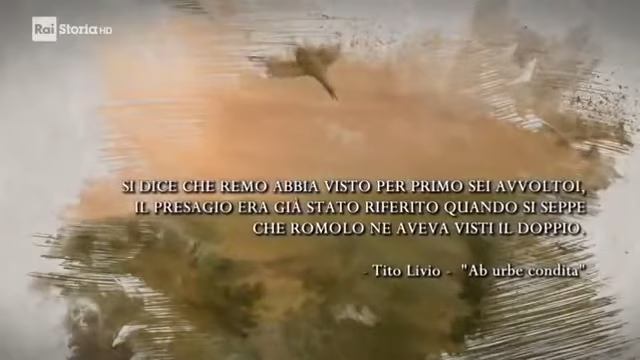 Rai Storia HD
SI DICE CHE REMO ABBIA VISTO PER PRIMO SEI AVVOLTOI,
IL PRESAGIO ERA GIÀ STATO RIFERITO QUANDO SI SEPPE
CHE ROMOLO NE AVEVA VISTI IL DOPPIO.
- Tito Livio - "Ab urbe condita"